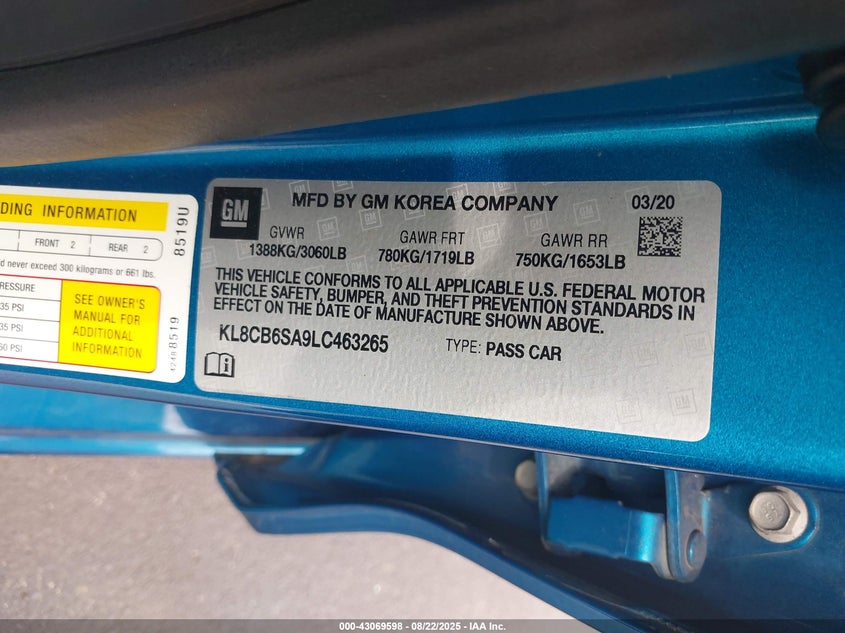 DING INFORMATION
FRONT 2 REAR 2
d never exceed 300 kilograms or 661 lbs.
RESSURE
35 PSI
35 PSI
60 PSI
SEE OWNER'S
MANUAL FOR
ADDITIONAL
INFORMATION
8519U
4248 8519
GM
MFD BY GM KOREA COMPANY 03/20
GVWR GAWR FRT GAWR RR
1388KG/3060LB 780KG/1719LB 750KG/1653LB
THIS VEHICLE CONFORMS TO ALL APPLICABLE U.S. FEDERAL MOTOR
VEHICLE SAFETY, BUMPER, AND THEFT PREVENTION STANDARDS IN
EFFECT ON THE DATE OF MANUFACTURE SHOWN ABOVE.
KL8CB6SA9LC463265 TYPE: PASS CAR
000-43069598 - 08/22/2025 - IAA Inc.